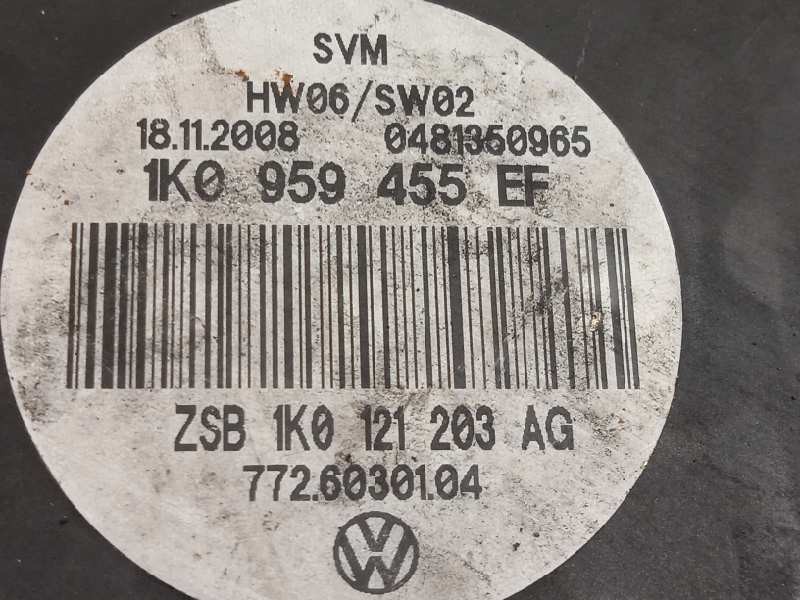 SVM
HW06/SW02
18.11.2008 0481350965
1K0 959 455 EF
ZSB 1K0 121 203 AG
772.60301.04
VW